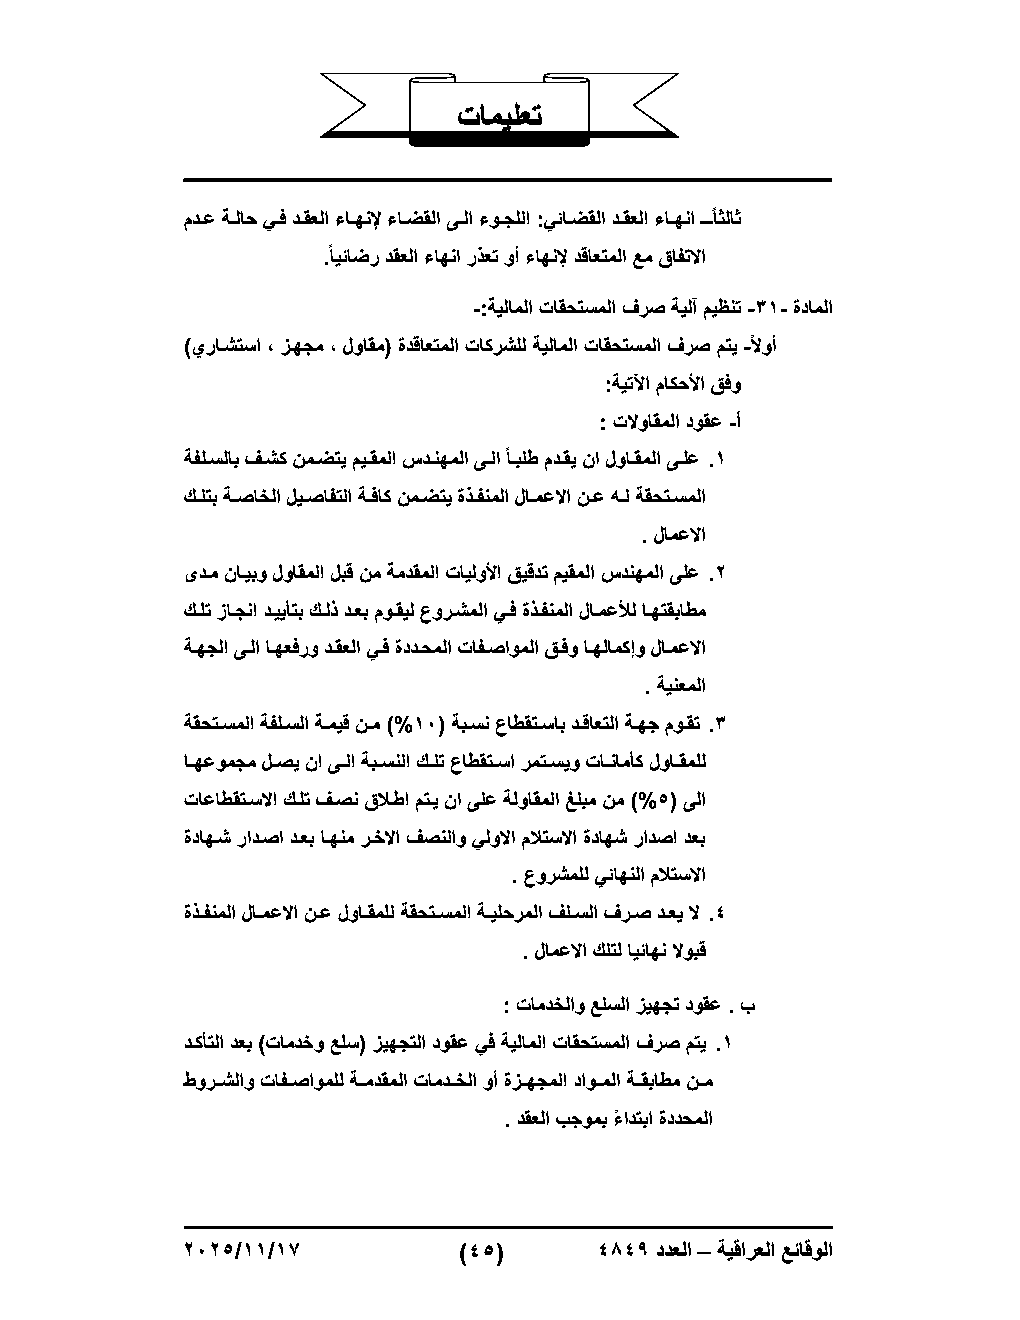 تعليمات
ثالثاً– انهاء العقد القضائي: اللجوء الى القضاء لإنهاء العقد في حالة عدم
الاتفاق مع المتعاقد لإنهاء أو تعذر انهاء العقد رضائياً.
المادة -٣١- تنظيم آلية صرف المستحقات المالية:-
أولاً- يتم صرف المستحقات المالية للشركات المتعاقدة (مقاول ، مجهز ، استشاري)
وفق الأحكام الآتية:
أ- عقود المقاولات :
١. على المقاول ان يقدم طلباً الى المهندس المقيم يتضمن كشف بالسلفة
المستحقة له عن الاعمال المنفذة يتضمن كافة التفاصيل الخاصة بتلك
الاعمال .
٢. على المهندس المقيم تدقيق الأوليات المقدمة من قبل المقاول وبيان مدى
مطابقتها للأعمال المنفذة في المشروع ليقوم بعد ذلك بتأييد انجاز تلك
الاعمال وإكمالها وفق المواصفات المحددة في العقد ورفعها الى الجهة
المعنية .
٣. تقوم جهة التعاقد باستقطاع نسبة (١٠%) من قيمة السلفة المستحقة
للمقاول كأمانات ويستمر استقطاع تلك النسبة الى ان يصل مجموعها
الى (٥%) من مبلغ المقاولة على ان يتم اطلاق نصف تلك الاستقطاعات
بعد اصدار شهادة الاستلام الاولي والنصف الاخر منها بعد اصدار شهادة
الاستلام النهائي للمشروع .
٤. لا يعد صرف السلف المرحلية المستحقة للمقاول عن الاعمال المنفذة
قبولا نهائيا لتلك الاعمال .
ب . عقود تجهيز السلع والخدمات :
١. يتم صرف المستحقات المالية في عقود التجهيز (سلع وخدمات) بعد التأكد
من مطابقة المواد المجهزة أو الخدمات المقدمة للمواصفات والشروط
المحددة ابتداءً بموجب العقد .
الوقائع العراقية – العدد ٤٨٤٩ (٤٥) ٢٠٢٥/١١/١٧